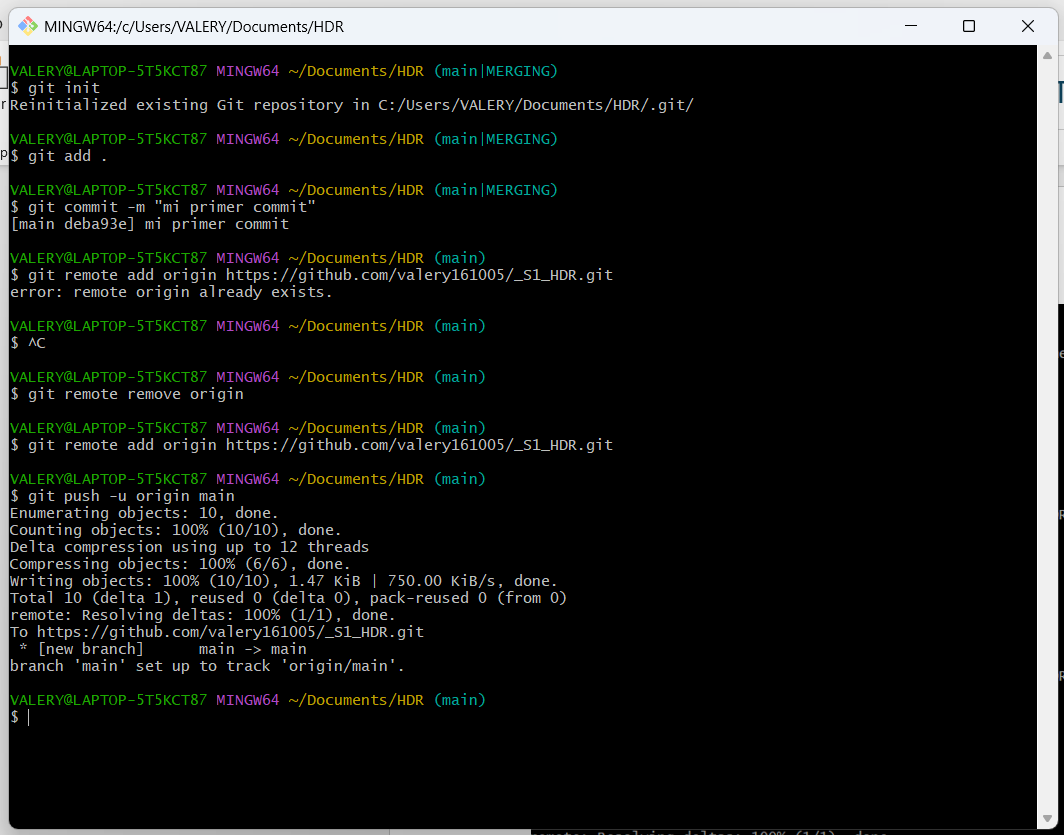 MINGW64:/c/Users/VALERY/Documents/HDR
VALERY@LAPTOP-5T5KCT87 MINGW64 ~/Documents/HDR (main|MERGING)
$ git init
Reinitialized existing Git repository in C:/Users/VALERY/Documents/HDR/.git/
VALERY@LAPTOP-5T5KCT87 MINGW64 ~/Documents/HDR (main|MERGING)
$ git add .
VALERY@LAPTOP-5T5KCT87 MINGW64 ~/Documents/HDR (main|MERGING)
$ git commit -m "mi primer commit"
[main deba93e] mi primer commit
VALERY@LAPTOP-5T5KCT87 MINGW64 ~/Documents/HDR (main)
$ git remote add origin https://github.com/valery161005/_S1_HDR.git
error: remote origin already exists.
VALERY@LAPTOP-5T5KCT87 MINGW64 ~/Documents/HDR (main)
$ ^C
VALERY@LAPTOP-5T5KCT87 MINGW64 ~/Documents/HDR (main)
$ git remote remove origin
VALERY@LAPTOP-5T5KCT87 MINGW64 ~/Documents/HDR (main)
$ git remote add origin https://github.com/valery161005/_S1_HDR.git
VALERY@LAPTOP-5T5KCT87 MINGW64 ~/Documents/HDR (main)
$ git push -u origin main
Enumerating objects: 10, done.
Counting objects: 100% (10/10), done.
Delta compression using up to 12 threads
Compressing objects: 100% (6/6), done.
Writing objects: 100% (10/10), 1.47 KiB | 750.00 KiB/s, done.
Total 10 (delta 1), reused 0 (delta 0), pack-reused 0 (from 0)
remote: Resolving deltas: 100% (1/1), done.
To https://github.com/valery161005/_S1_HDR.git
 * [new branch]      main -> main
branch 'main' set up to track 'origin/main'.
VALERY@LAPTOP-5T5KCT87 MINGW64 ~/Documents/HDR (main)
$